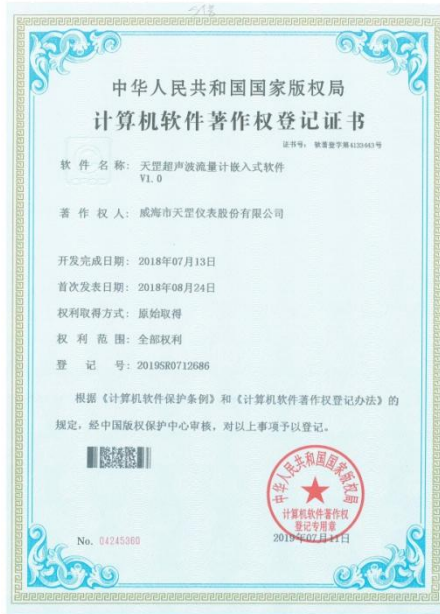 中华人民共和国国家版权局
计算机软件著作权登记证书
证书号： 软著登字第4133443号
软件名称： 天罡超声波流量计嵌入式软件
V1.0
著作权人： 威海市天罡仪表股份有限公司
开发完成日期： 2018年07月13日
首次发表日期： 2018年08月24日
权利取得方式： 原始取得
权利范围： 全部权利
登记号： 2019SR0712686
根据《计算机软件保护条例》和《计算机软件著作权登记办法》的
规定，经中国版权保护中心审核，对以上事项予以登记。
中华人民共和国国家版权局
计算机软件著作权
登记专用章
No. 04245360
2019年07月11日